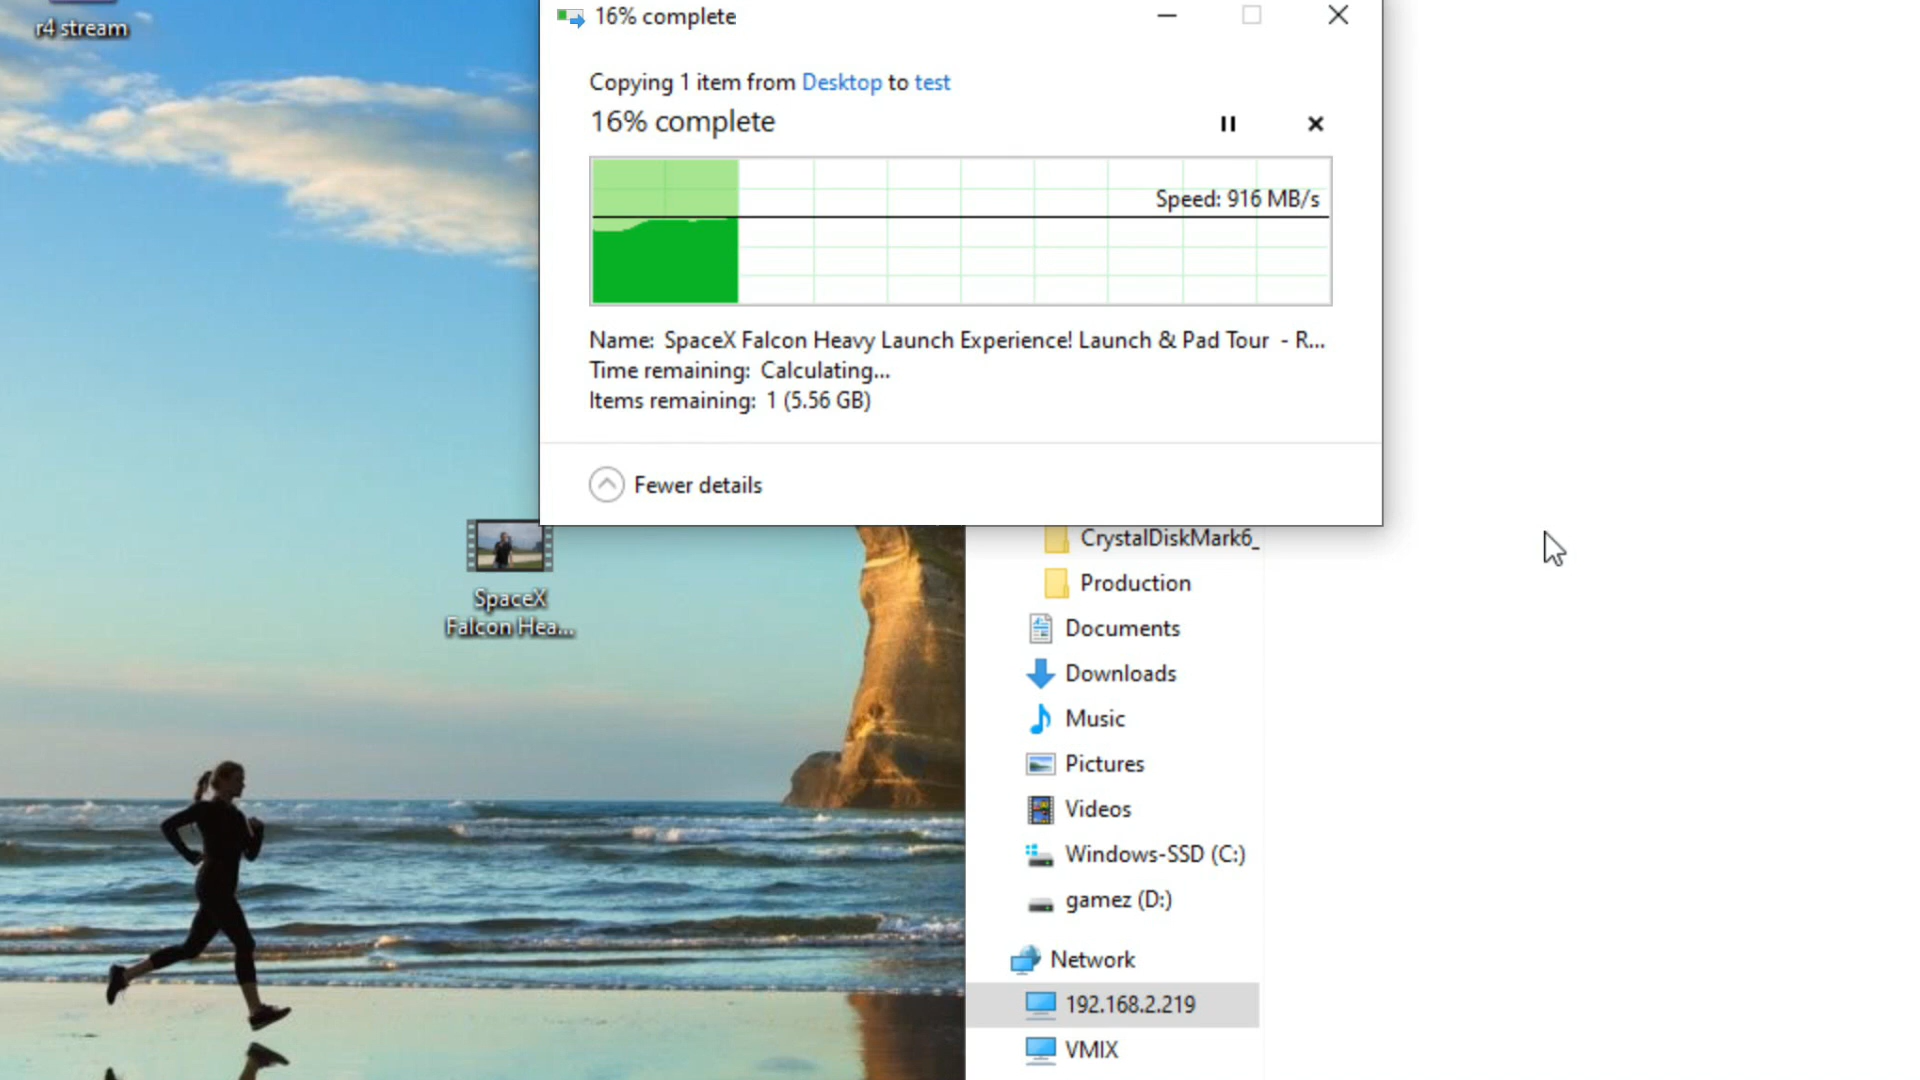 r4 stream
16% complete
Copying 1 item from Desktop to test
16% complete
Speed: 916 MB/s
Name: SpaceX Falcon Heavy Launch Experience! Launch & Pad Tour - R...
Time remaining: Calculating...
Items remaining: 1 (5.56 GB)
Fewer details
SpaceX
Falcon Hea...
CrystalDiskMark6_
Production
Documents
Downloads
Music
Pictures
Videos
Windows-SSD (C:)
gamez (D:)
Network
192.168.2.219
VMIX